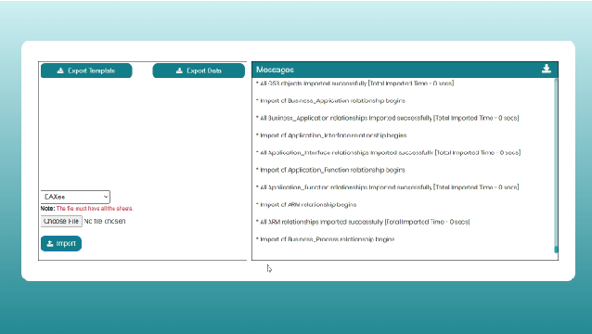 Export Template
Export Data
Messages
* All DS3 objects Imported successfully [Total Imported Time - 0 secs]
* Import of Business_Application relationship begins
* All Business_Application relationships Imported successfully [Total Imported Time - 0 secs]
* Import of Application_Interface relationship begins
* All Application_Interface relationships Imported successfully [Total Imported Time - 0 secs]
* Import of Application_Function relationship begins
* All Application_Function relationships Imported successfully [Total Imported Time - 0 secs]
* Import of ARM relationship begins
* All ARM relationships Imported successfully [Total Imported Time - 0 secs]
* Import of Business_Process relationship begins
Note: The file must have all the sheets.
Choose File No file chosen
Import